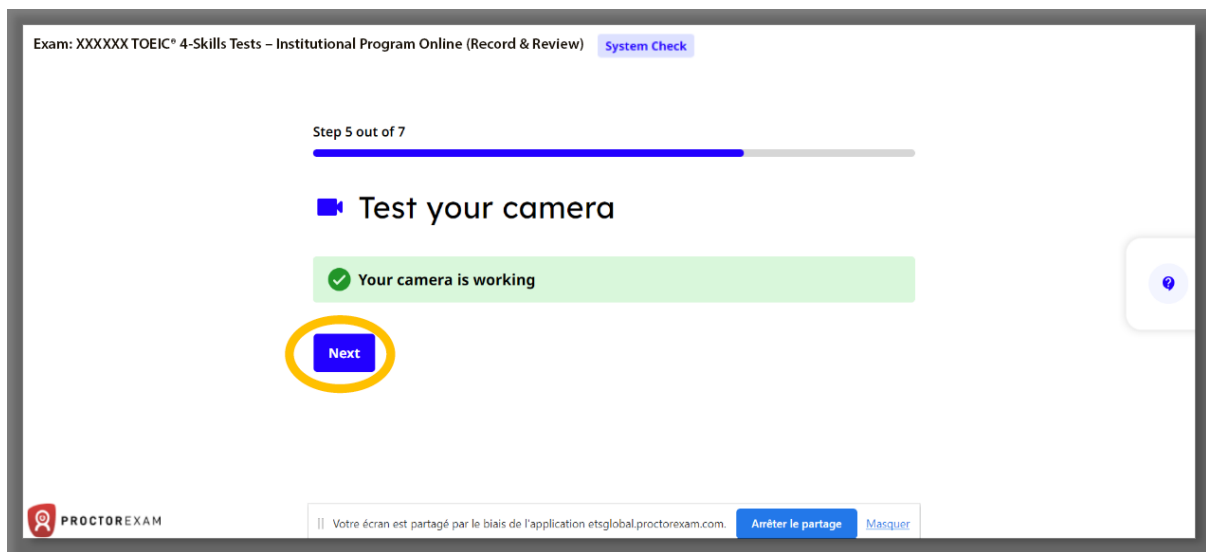 Exam: XXXXXX TOEIC® 4-Skills Tests – Institutional Program Online (Record & Review) System Check
Step 5 out of 7
Test your camera
Your camera is working
Next
PROCTOREXAM
Votre écran est partagé par le biais de l'application etsglobal.proctorexam.com. Arrêter le partage Masquer